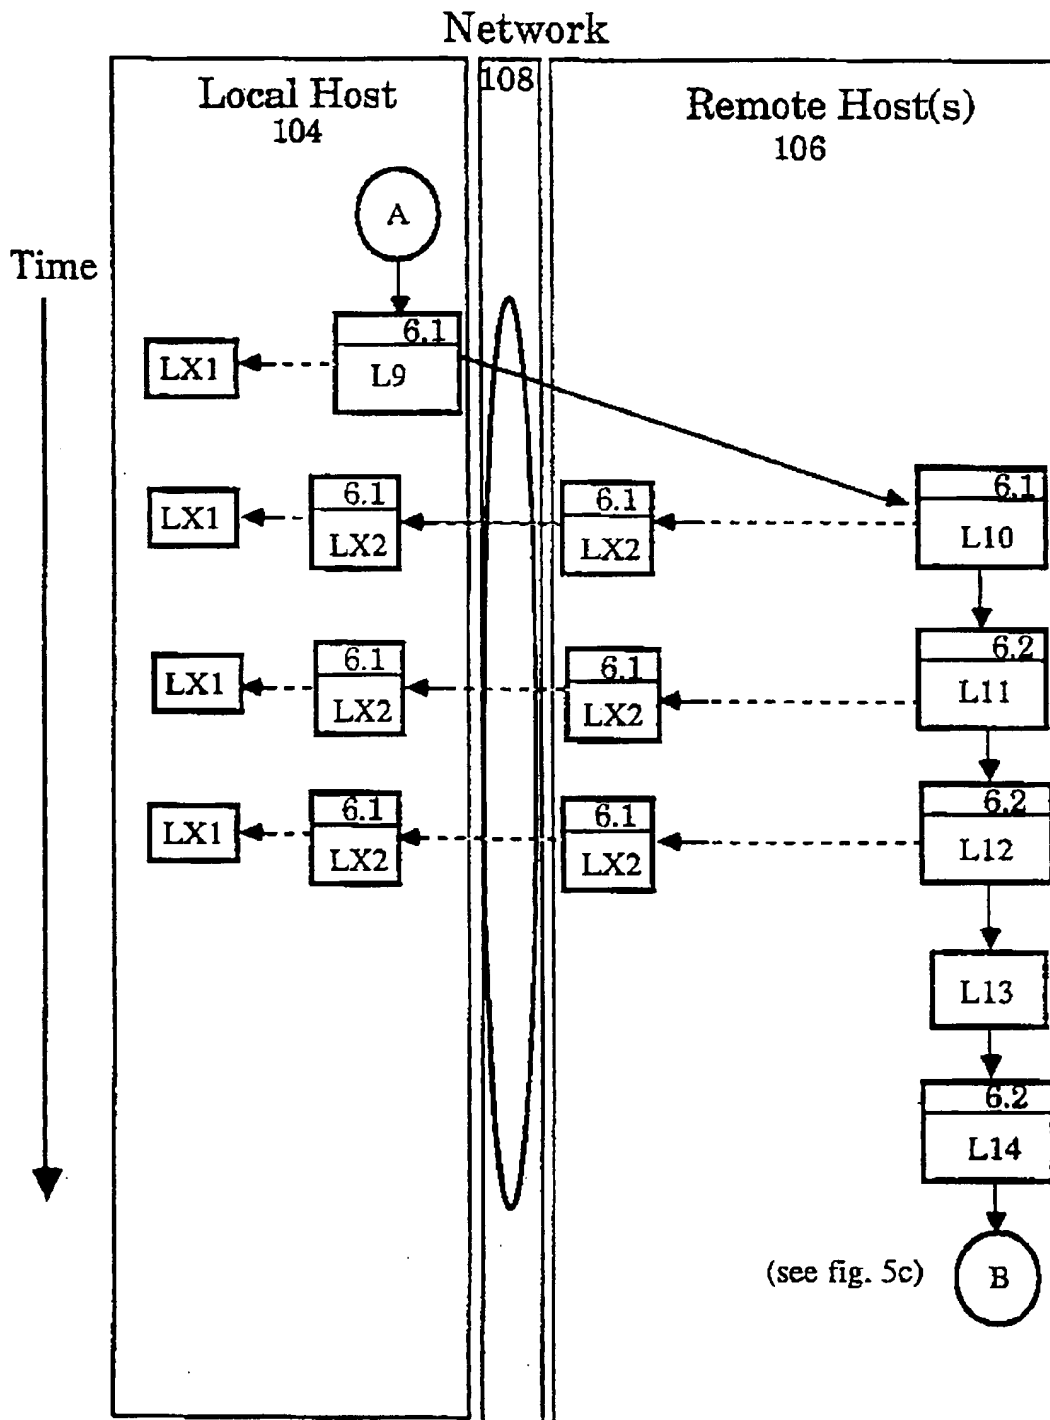 Network
108
Local Host
104
Remote Host(s)
106
A
Time
6.1
L9
LX1
6.1
L10
6.1
LX2
6.1
LX2
LX1
6.2
L11
6.1
LX2
6.1
LX2
LX1
6.2
L12
6.1
LX2
6.1
LX2
LX1
L13
6.2
L14
(see fig. 5c)
B